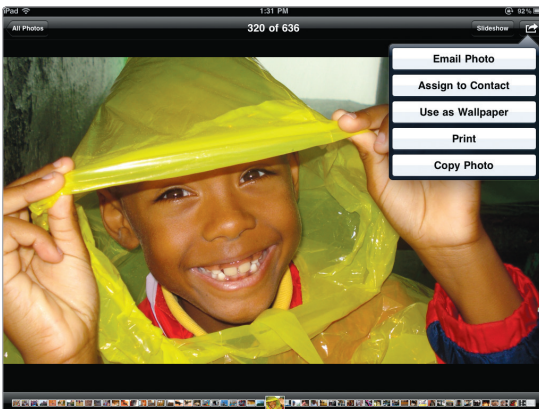 iPad 1:31 PM 92%
All Photos 320 of 636 Slideshow
Email Photo
Assign to Contact
Use as Wallpaper
Print
Copy Photo